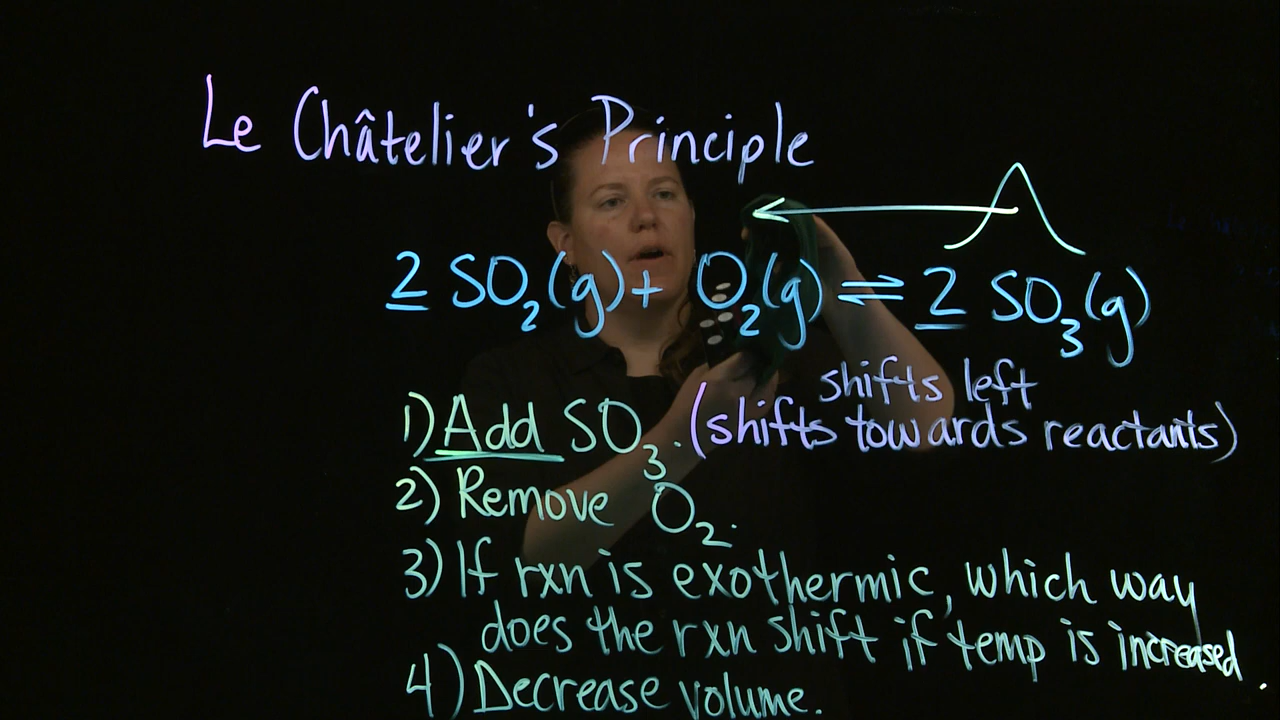 Le Châtelier's Principle
2 SO₂(g) + O₂(g) ⇌ 2 SO₃(g)
shifts left
1) Add SO₃. (shifts towards reactants)
2) Remove O₂.
3) If rxn is exothermic, which way
does the rxn shift if temp is increased.
4) Decrease volume.